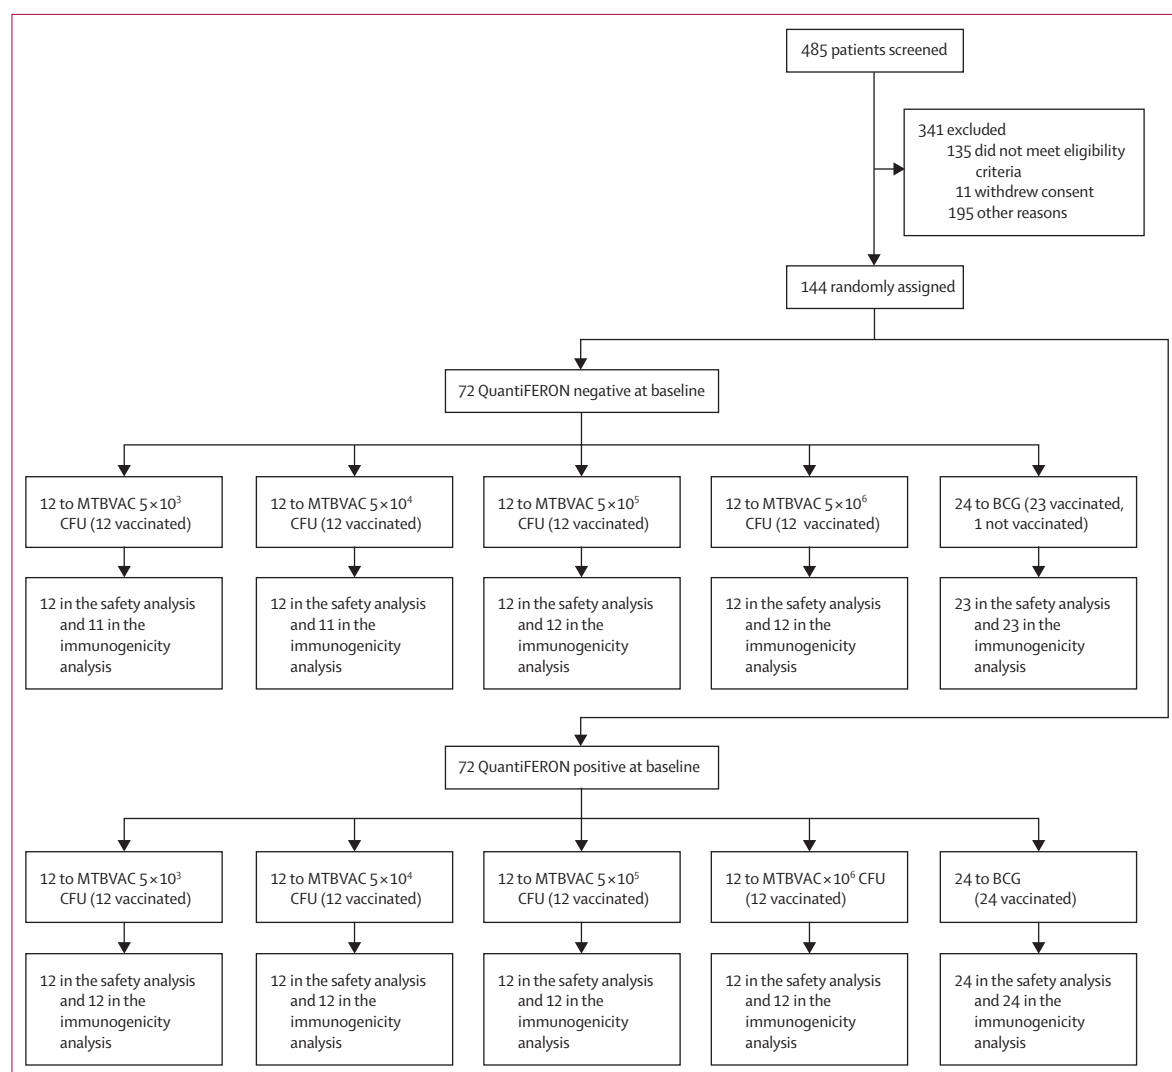 485 patients screened
341 excluded
135 did not meet eligibility
criteria
11 withdrew consent
195 other reasons
144 randomly assigned
72 QuantiFERON negative at baseline
12 to MTBVAC 5×10³
CFU (12 vaccinated)
12 to MTBVAC 5×10⁴
CFU (12 vaccinated)
12 to MTBVAC 5×10⁵
CFU (12 vaccinated)
12 to MTBVAC 5×10⁶
CFU (12 vaccinated)
24 to BCG (23 vaccinated,
1 not vaccinated)
12 in the safety analysis
and 11 in the
immunogenicity
analysis
12 in the safety analysis
and 11 in the
immunogenicity
analysis
12 in the safety analysis
and 12 in the
immunogenicity
analysis
12 in the safety analysis
and 12 in the
immunogenicity
analysis
23 in the safety analysis
and 23 in the
immunogenicity
analysis
72 QuantiFERON positive at baseline
12 to MTBVAC 5×10³
CFU (12 vaccinated)
12 to MTBVAC 5×10⁴
CFU (12 vaccinated)
12 to MTBVAC 5×10⁵
CFU (12 vaccinated)
12 to MTBVAC×10⁶ CFU
(12 vaccinated)
24 to BCG
(24 vaccinated)
12 in the safety analysis
and 12 in the
immunogenicity
analysis
12 in the safety analysis
and 12 in the
immunogenicity
analysis
12 in the safety analysis
and 12 in the
immunogenicity
analysis
12 in the safety analysis
and 12 in the
immunogenicity
analysis
24 in the safety analysis
and 24 in the
immunogenicity
analysis